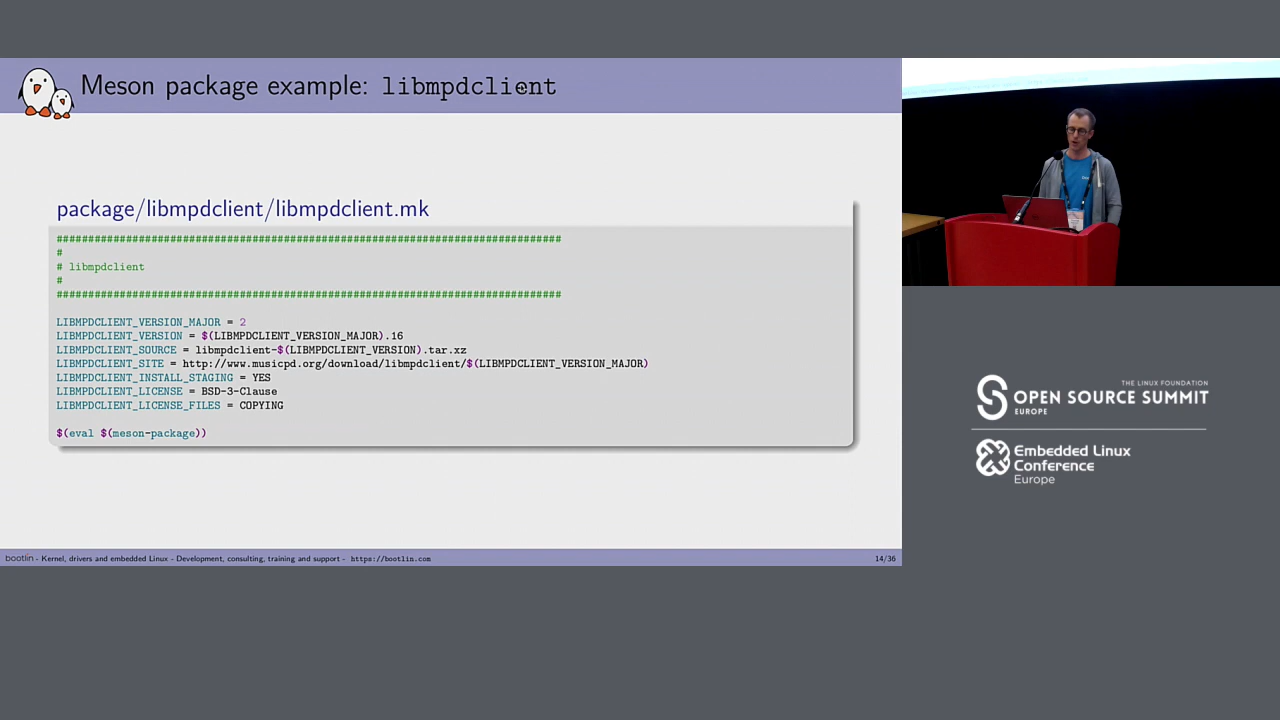 Meson package example: libmpdclient
package/libmpdclient/libmpdclient.mk
################################################################################
#
# libmpdclient
#
################################################################################
LIBMPDCLIENT_VERSION_MAJOR = 2
LIBMPDCLIENT_VERSION = $(LIBMPDCLIENT_VERSION_MAJOR).16
LIBMPDCLIENT_SOURCE = libmpdclient-$(LIBMPDCLIENT_VERSION).tar.xz
LIBMPDCLIENT_SITE = http://www.musicpd.org/download/libmpdclient/$(LIBMPDCLIENT_VERSION_MAJOR)
LIBMPDCLIENT_INSTALL_STAGING = YES
LIBMPDCLIENT_LICENSE = BSD-3-Clause
LIBMPDCLIENT_LICENSE_FILES = COPYING
$(eval $(meson-package))
bootlin - Kernel, drivers and embedded Linux - Development, consulting, training and support - https://bootlin.com
14/36
THE LINUX FOUNDATION
OPEN SOURCE SUMMIT
EUROPE
Embedded Linux
Conference
Europe